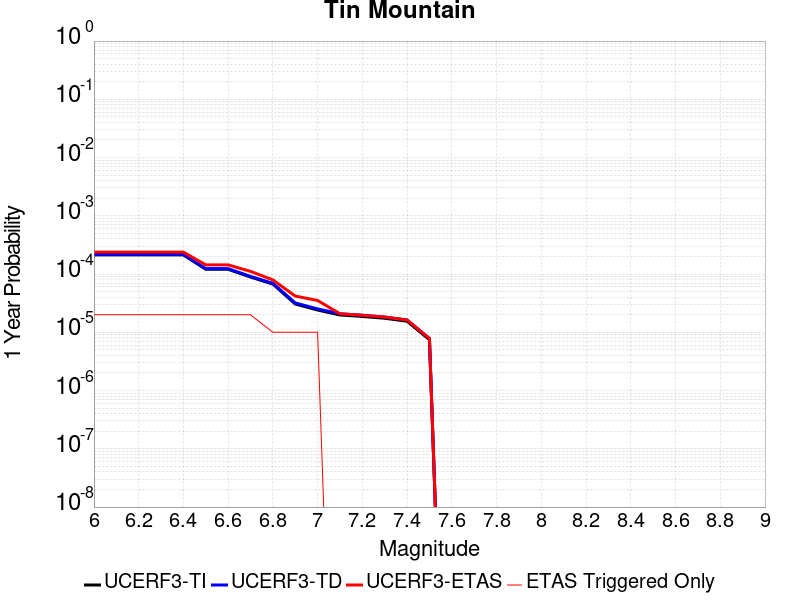 Tin Mountain
10^0
10^-1
10^-2
10^-3
10^-4
10^-5
10^-6
10^-7
10^-8
1 Year Probability
6 6.2 6.4 6.6 6.8 7 7.2 7.4 7.6 7.8 8 8.2 8.4 8.6 8.8 9
Magnitude
UCERF3-TI UCERF3-TD UCERF3-ETAS ETAS Triggered Only